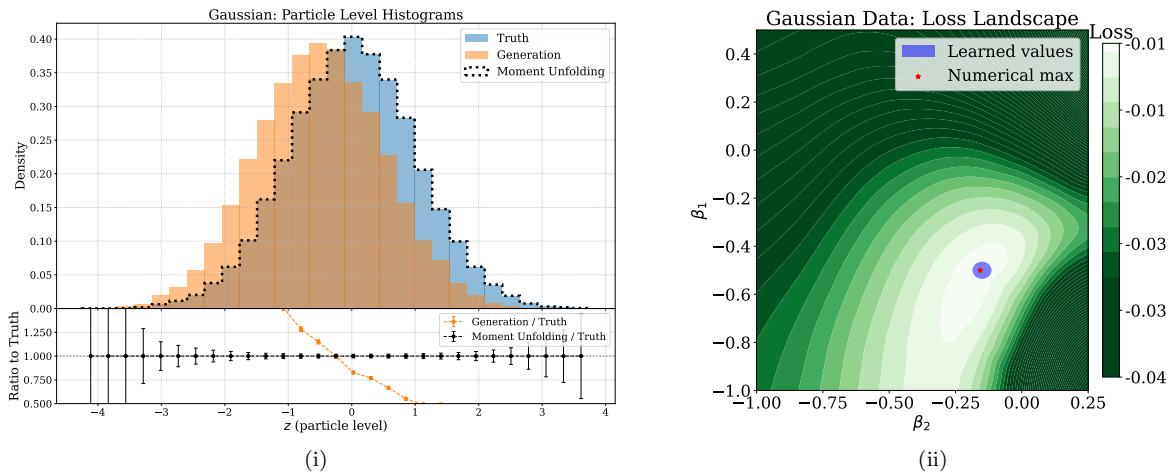 Gaussian: Particle Level Histograms
Truth
Generation
Moment Unfolding
Density
0.40
0.35
0.30
0.25
0.20
0.15
0.10
0.05
0.00
Generation / Truth
Moment Unfolding / Truth
Ratio to Truth
1.250
1.000
0.750
0.500
−4 −3 −2 −1 0 1 2 3 4
z (particle level)
(i)
Gaussian Data: Loss Landscape
Learned values
Numerical max
β1
0.4
0.2
0.0
−0.2
−0.4
−0.6
−0.8
−1.0
−1.00 −0.75 −0.50 −0.25 0.00 0.25
β2
Loss
-0.01
-0.01
-0.02
-0.02
-0.03
-0.03
-0.04
(ii)